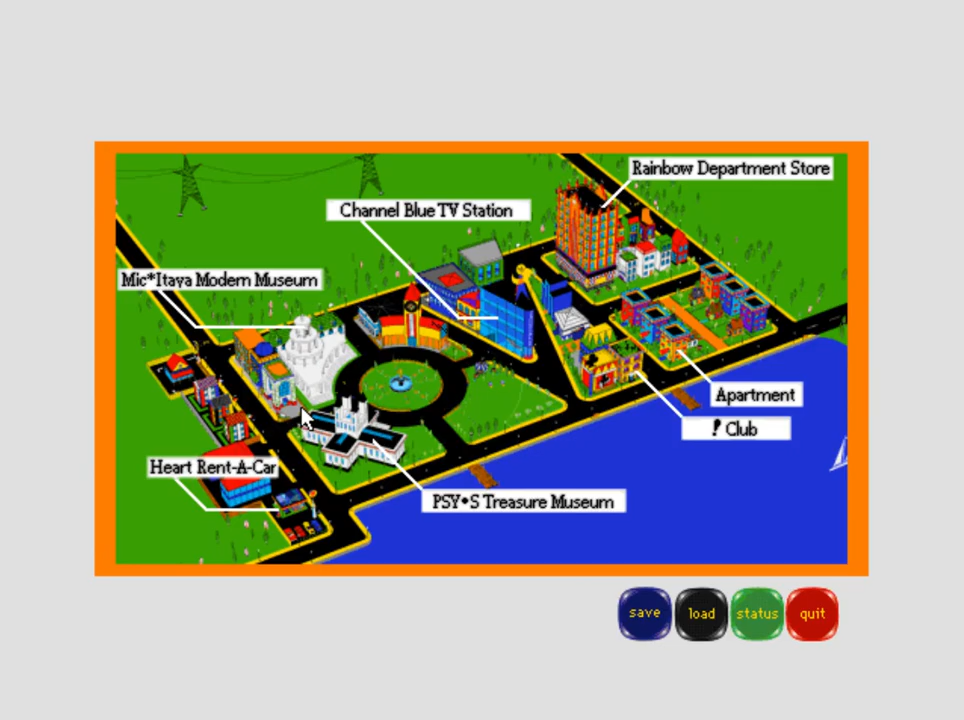 Rainbow Department Store
Channel Blue TV Station
Mic*Itaya Modern Museum
Apartment
! Club
Heart Rent-A-Car
PSY•S Treasure Museum
save
load
status
quit